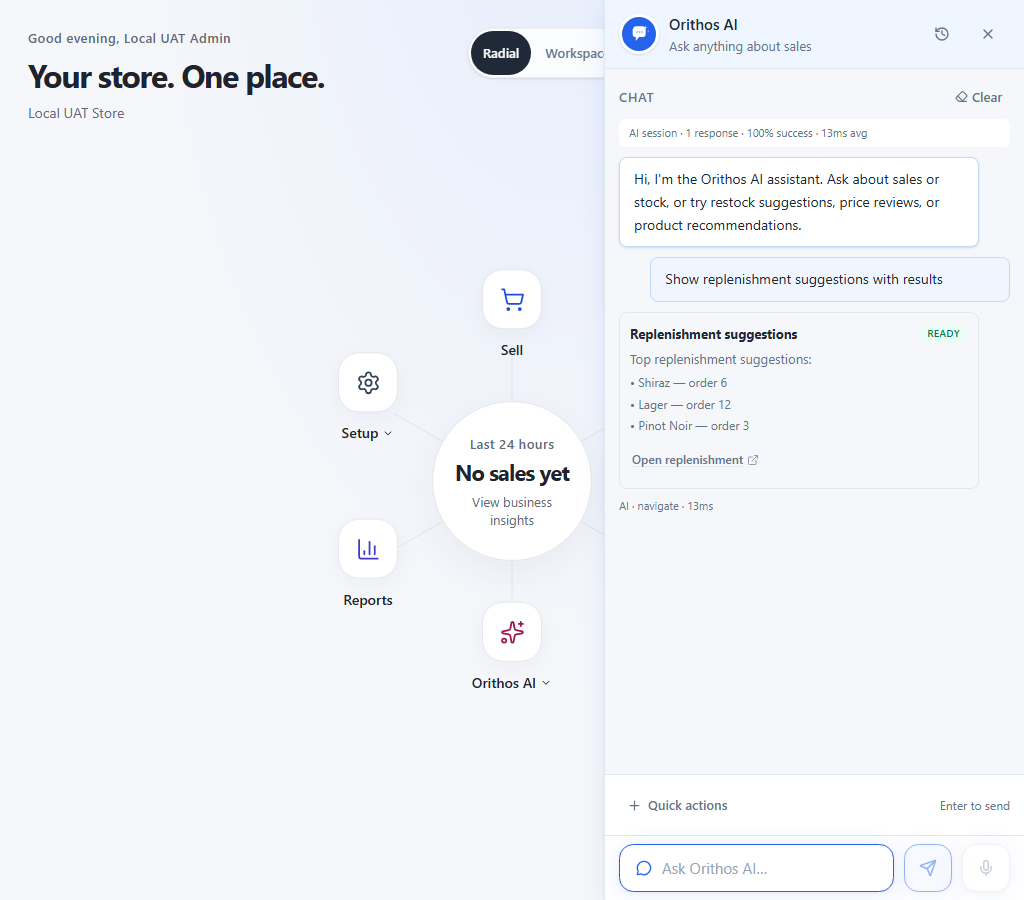 Good evening, Local UAT Admin
Your store. One place.
Local UAT Store
Radial
Sell
Setup
Last 24 hours
No sales yet
View business
insights
Reports
Orithos AI
Orithos AI
Ask anything about sales
CHAT
Clear
AI session · 1 response · 100% success · 13ms avg
Hi, I'm the Orithos AI assistant. Ask about sales or
stock, or try restock suggestions, price reviews, or
product recommendations.
Show replenishment suggestions with results
Replenishment suggestions
READY
Top replenishment suggestions:
• Shiraz — order 6
• Lager — order 12
• Pinot Noir — order 3
Open replenishment
AI · navigate · 13ms
Quick actions
Enter to send
Ask Orithos AI...